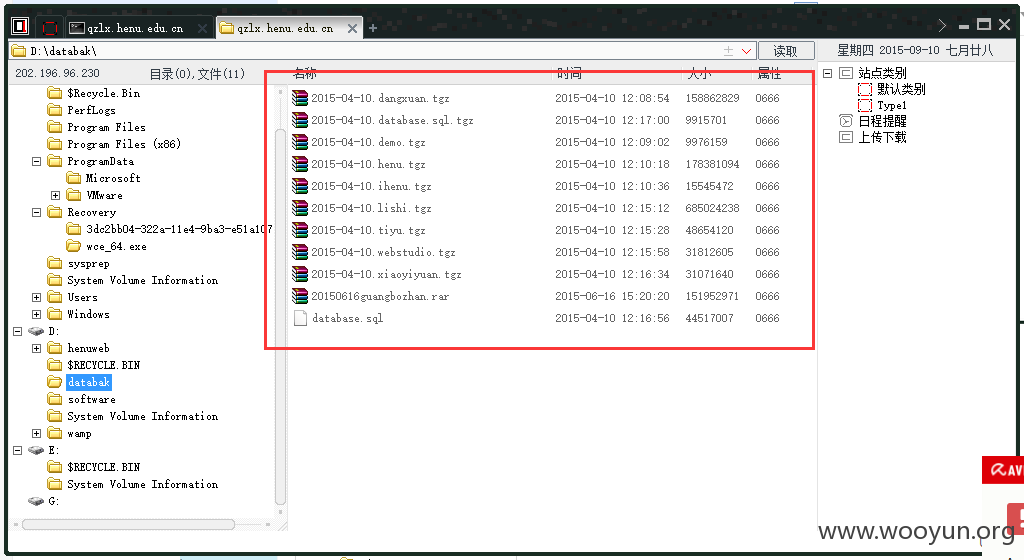 qzlx.henu.edu.cn
qzlx.henu.edu.cn
D:\databak\
读取
星期四 2015-09-10 七月廿八
202.196.96.230 目录(0),文件(11)
名称 时间 大小 属性
$Recycle.Bin
PerfLogs
Program Files
Program Files (x86)
ProgramData
Microsoft
VMware
Recovery
3dc2bb04-322a-11e4-9ba3-e51a107
wce_64.exe
sysprep
System Volume Information
Users
Windows
D:
henuweb
$RECYCLE.BIN
databak
software
System Volume Information
wamp
E:
$RECYCLE.BIN
System Volume Information
G:
2015-04-10.dangxuan.tgz 2015-04-10 12:08:54 158862829 0666
2015-04-10.database.sql.tgz 2015-04-10 12:17:00 9915701 0666
2015-04-10.demo.tgz 2015-04-10 12:09:02 9976159 0666
2015-04-10.henu.tgz 2015-04-10 12:10:18 178381094 0666
2015-04-10.ihenu.tgz 2015-04-10 12:10:36 15545472 0666
2015-04-10.lishi.tgz 2015-04-10 12:15:12 685024238 0666
2015-04-10.tiyu.tgz 2015-04-10 12:15:28 48654120 0666
2015-04-10.webstudio.tgz 2015-04-10 12:15:58 31812605 0666
2015-04-10.xiaoyiyuan.tgz 2015-04-10 12:16:34 31071640 0666
20150616guangbozhan.rar 2015-06-16 15:20:20 151952971 0666
database.sql 2015-04-10 12:16:56 44517007 0666
站点类别
默认类别
Type1
日程提醒
上传下载
www.wooyun.org